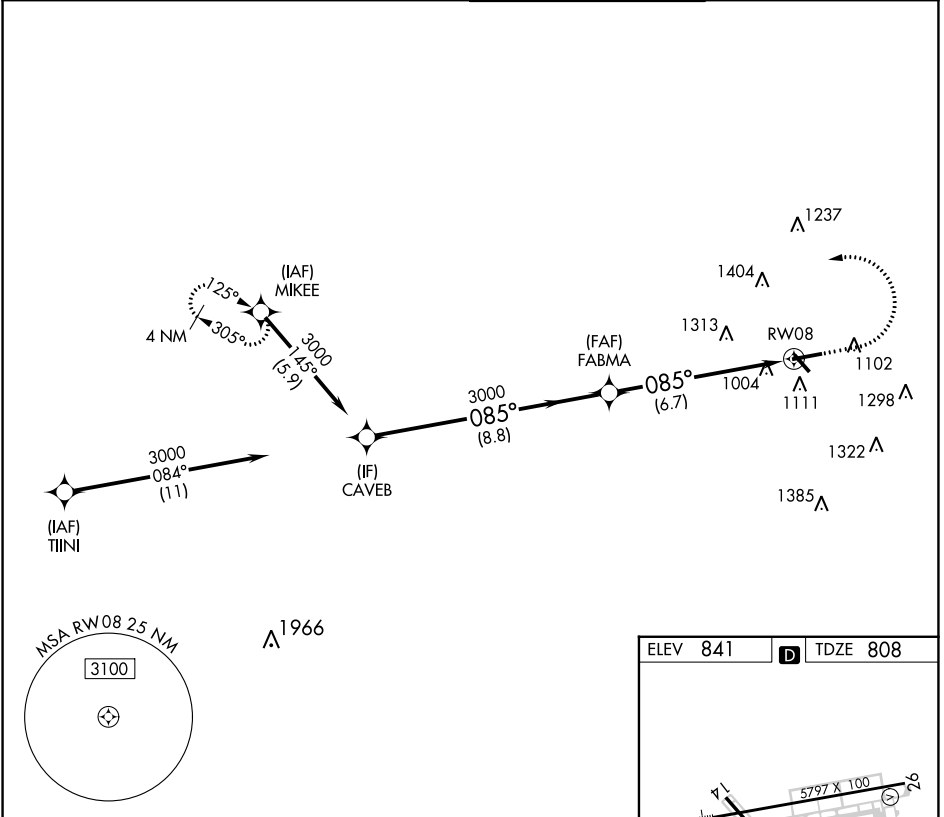 1237
1404
(IAF)
MIKEE
125°
305°
4 NM
3000
145°
(5.9)
1313
RW08
(FAF)
FABMA
3000
085°
(8.8)
085°
(6.7)
1004
1102
1111
1298
3000
084°
(11)
(IF)
CAVEB
1322
1385
(IAF)
TIINI
MSA RW08 25 NM
3100
1966
ELEV 841
D
TDZE 808
14
5797 X 100
26
V